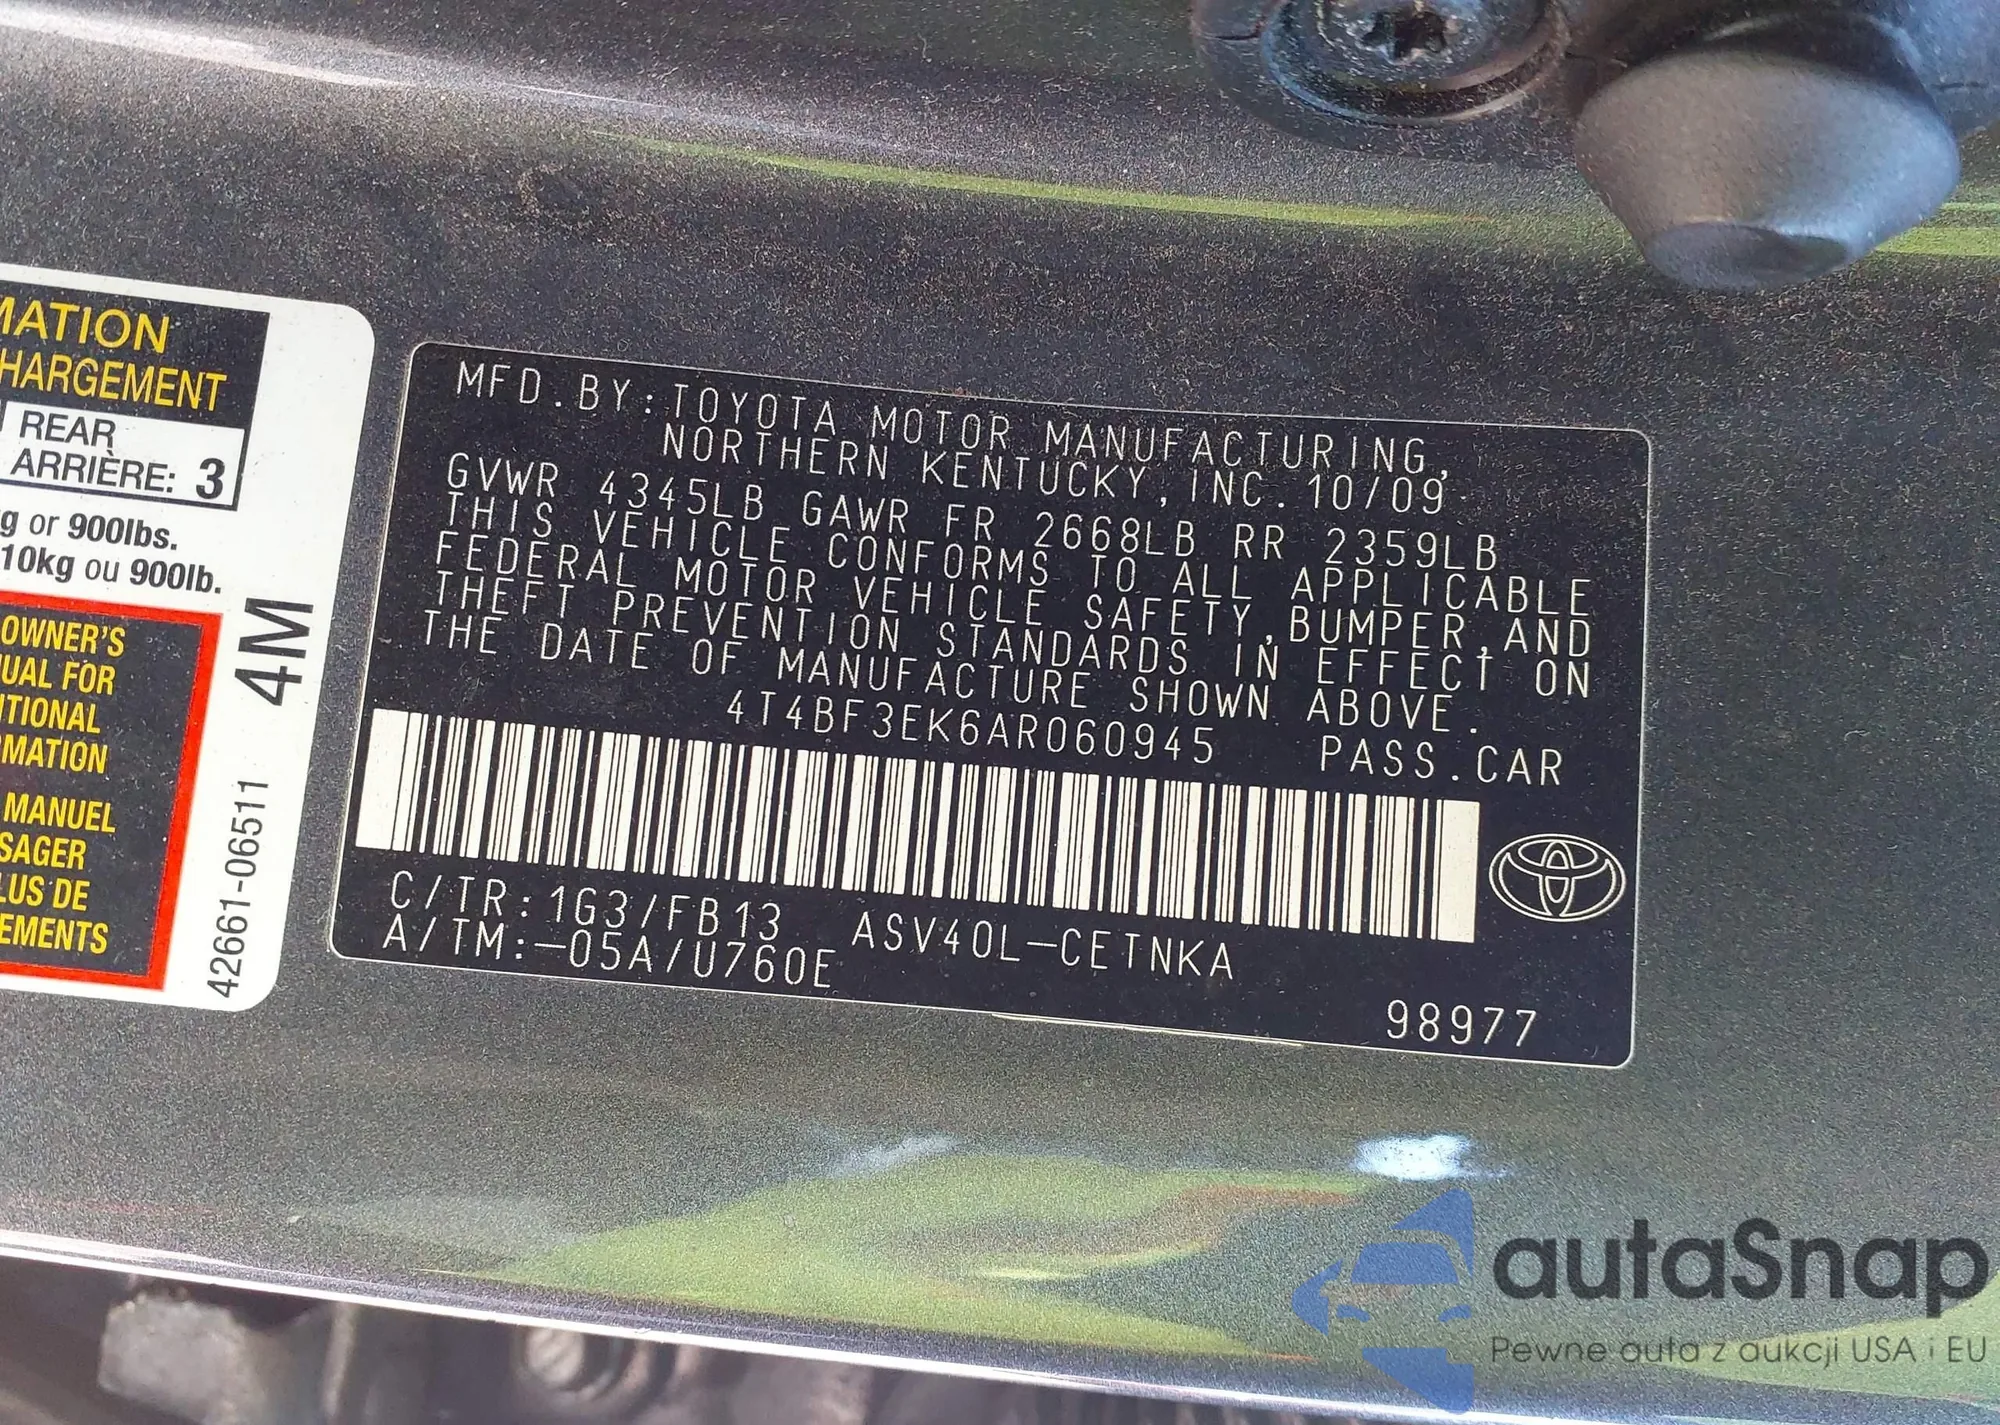 MATION
HARGEMENT
REAR
ARRIÈRE: 3
g or 900lbs.
10kg ou 900lb.
OWNER'S
UAL FOR
ITIONAL
MATION
MANUEL
SAGER
LUS DE
EMENTS
4M
42661-06511
MFD.BY:TOYOTA MOTOR MANUFACTURING,
NORTHERN KENTUCKY,INC. 10/09
GVWR 4345LB GAWR FR 2668LB RR 2359LB
THIS VEHICLE CONFORMS TO ALL APPLICABLE
FEDERAL MOTOR VEHICLE SAFETY,BUMPER,AND
THEFT PREVENTION STANDARDS IN EFFECT ON
THE DATE OF MANUFACTURE SHOWN ABOVE.
4T4BF3EK6AR060945 PASS.CAR
C/TR:1G3/FB13 ASV40L-CETNKA
A/TM:-05A/U760E
98977
autaSnap
Pewne auta z aukcji USA i EU